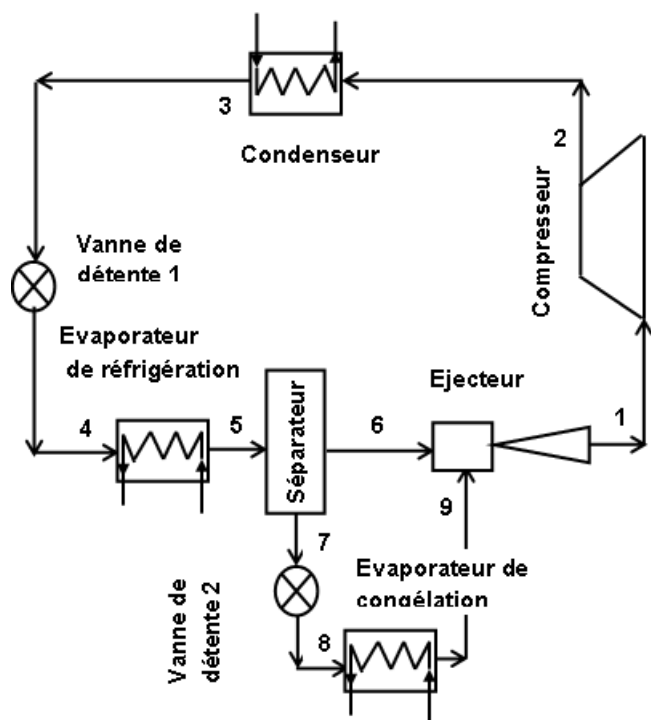 3
Condenseur
2
Compresseur
Vanne de
détente 1
Evaporateur
de réfrigération
4
5
Séparateur
6
Ejecteur
1
9
7
Vanne de
détente 2
8
Evaporateur de
congélation